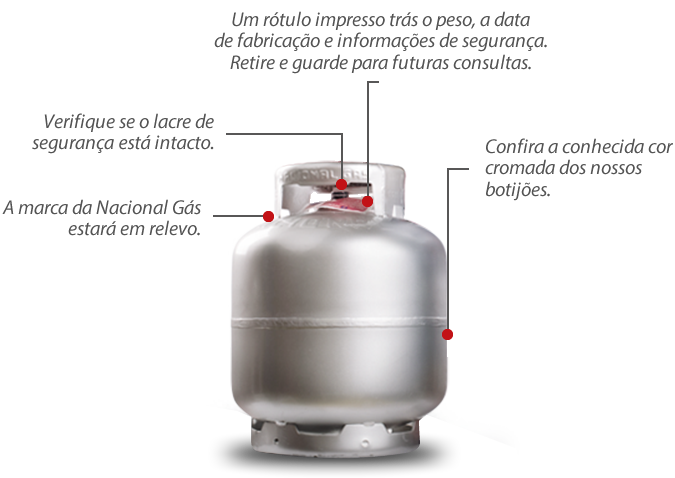 Um rótulo impresso trás o peso, a data
de fabricação e informações de segurança.
Retire e guarde para futuras consultas.
Verifique se o lacre de
segurança está intacto.
Confira a conhecida cor
cromada dos nossos
botijões.
A marca da Nacional Gás
estará em relevo.